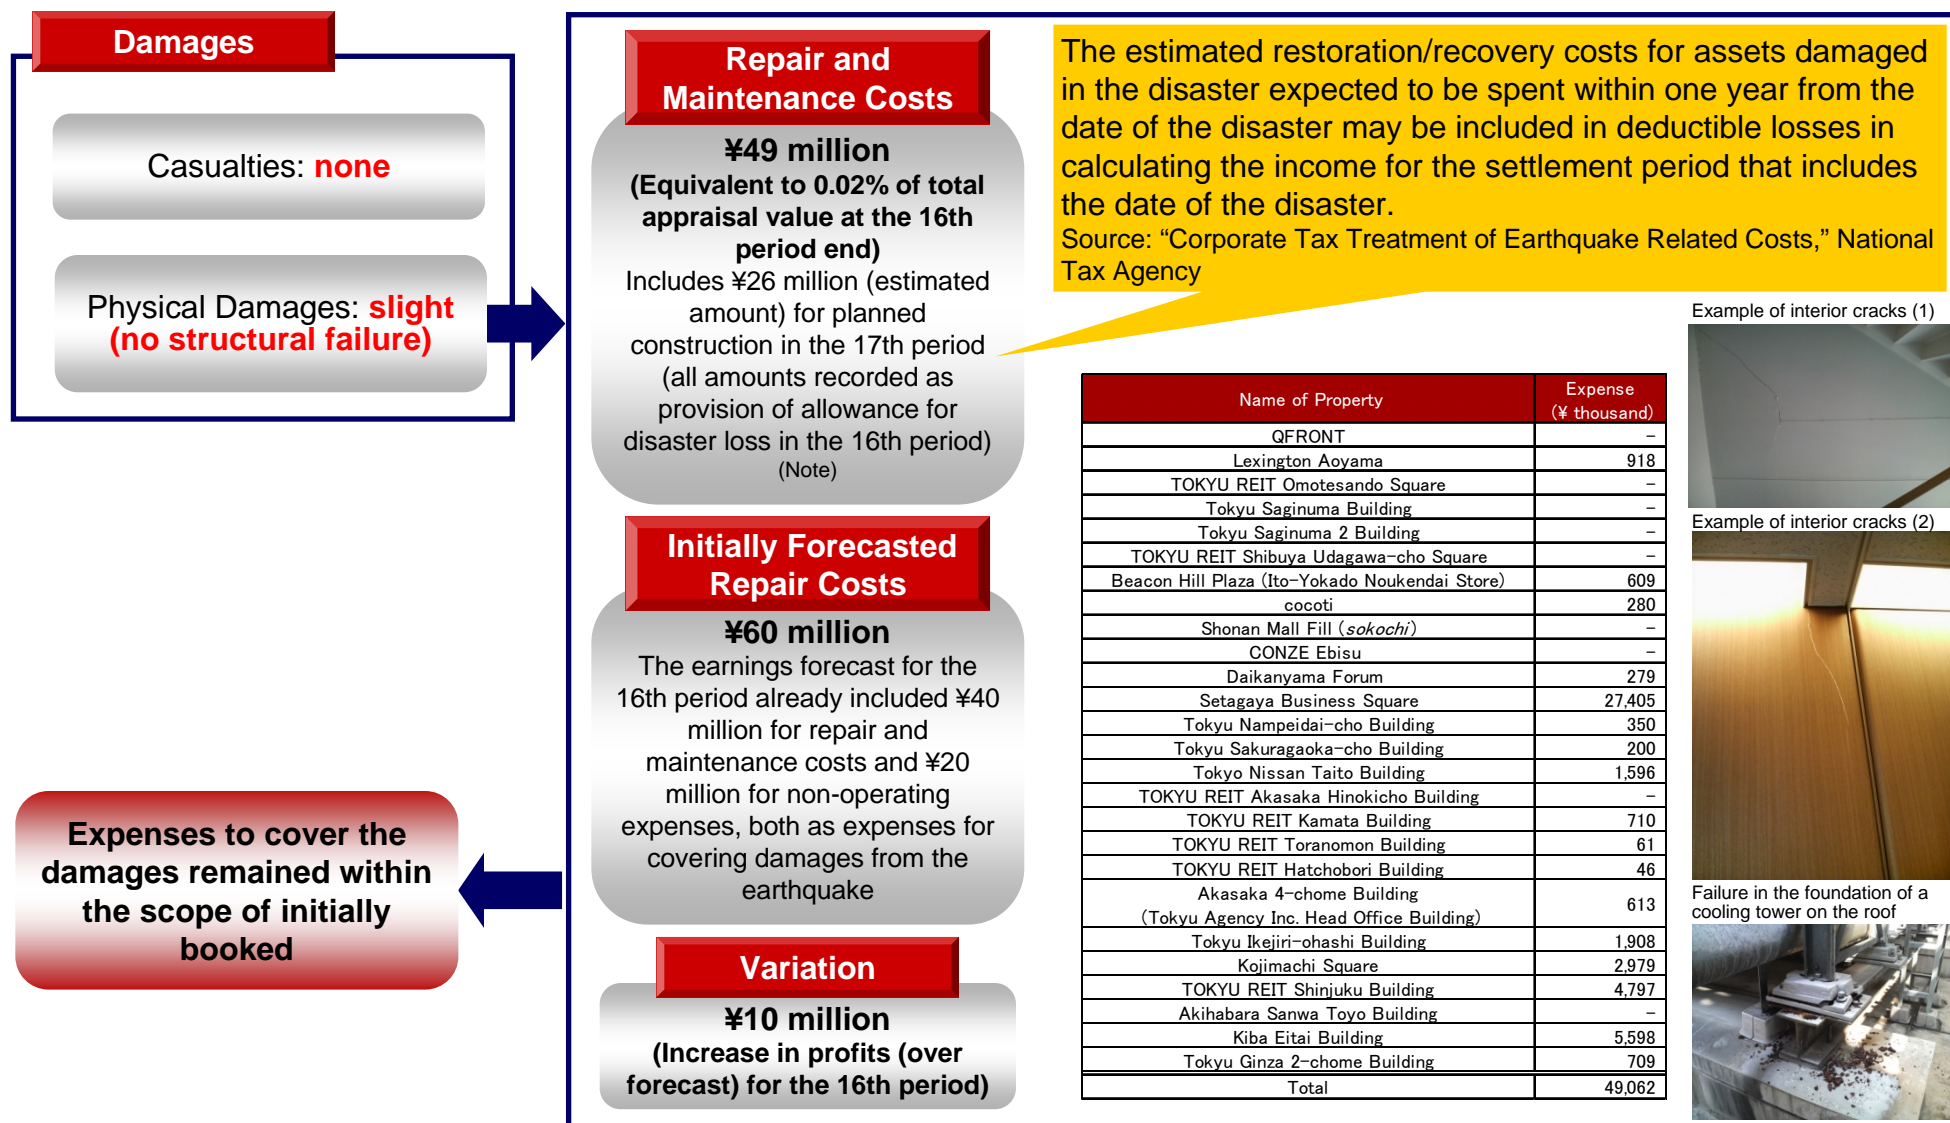 Damages
Casualties: none
Physical Damages: slight
(no structural failure)
Expenses to cover the
damages remained within
the scope of initially
booked
Repair and
Maintenance Costs
¥49 million
(Equivalent to 0.02% of total
appraisal value at the 16th
period end)
Includes ¥26 million (estimated
amount) for planned
construction in the 17th period
(all amounts recorded as
provision of allowance for
disaster loss in the 16th period)
(Note)
Initially Forecasted
Repair Costs
¥60 million
The earnings forecast for the
16th period already included ¥40
million for repair and
maintenance costs and ¥20
million for non-operating
expenses, both as expenses for
covering damages from the
earthquake
Variation
¥10 million
(Increase in profits (over
forecast) for the 16th period)
The estimated restoration/recovery costs for assets damaged
in the disaster expected to be spent within one year from the
date of the disaster may be included in deductible losses in
calculating the income for the settlement period that includes
the date of the disaster.
Source: “Corporate Tax Treatment of Earthquake Related Costs,” National
Tax Agency
Name of Property Expense
(¥ thousand)
QFRONT –
Lexington Aoyama 918
TOKYU REIT Omotesando Square –
Tokyu Saginuma Building –
Tokyu Saginuma 2 Building –
TOKYU REIT Shibuya Udagawa-cho Square –
Beacon Hill Plaza (Ito-Yokado Noukendai Store) 609
cocoti 280
Shonan Mall Fill (sokochi) –
CONZE Ebisu –
Daikanyama Forum 279
Setagaya Business Square 27,405
Tokyu Nampeidai-cho Building 350
Tokyu Sakuragaoka-cho Building 200
Tokyo Nissan Taito Building 1,596
TOKYU REIT Akasaka Hinokicho Building –
TOKYU REIT Kamata Building 710
TOKYU REIT Toranomon Building 61
TOKYU REIT Hatchobori Building 46
Akasaka 4-chome Building
(Tokyu Agency Inc. Head Office Building) 613
Tokyu Ikejiri-ohashi Building 1,908
Kojimachi Square 2,979
TOKYU REIT Shinjuku Building 4,797
Akihabara Sanwa Toyo Building –
Kiba Eitai Building 5,598
Tokyu Ginza 2-chome Building 709
Total 49,062
Example of interior cracks (1)
Example of interior cracks (2)
Failure in the foundation of a
cooling tower on the roof